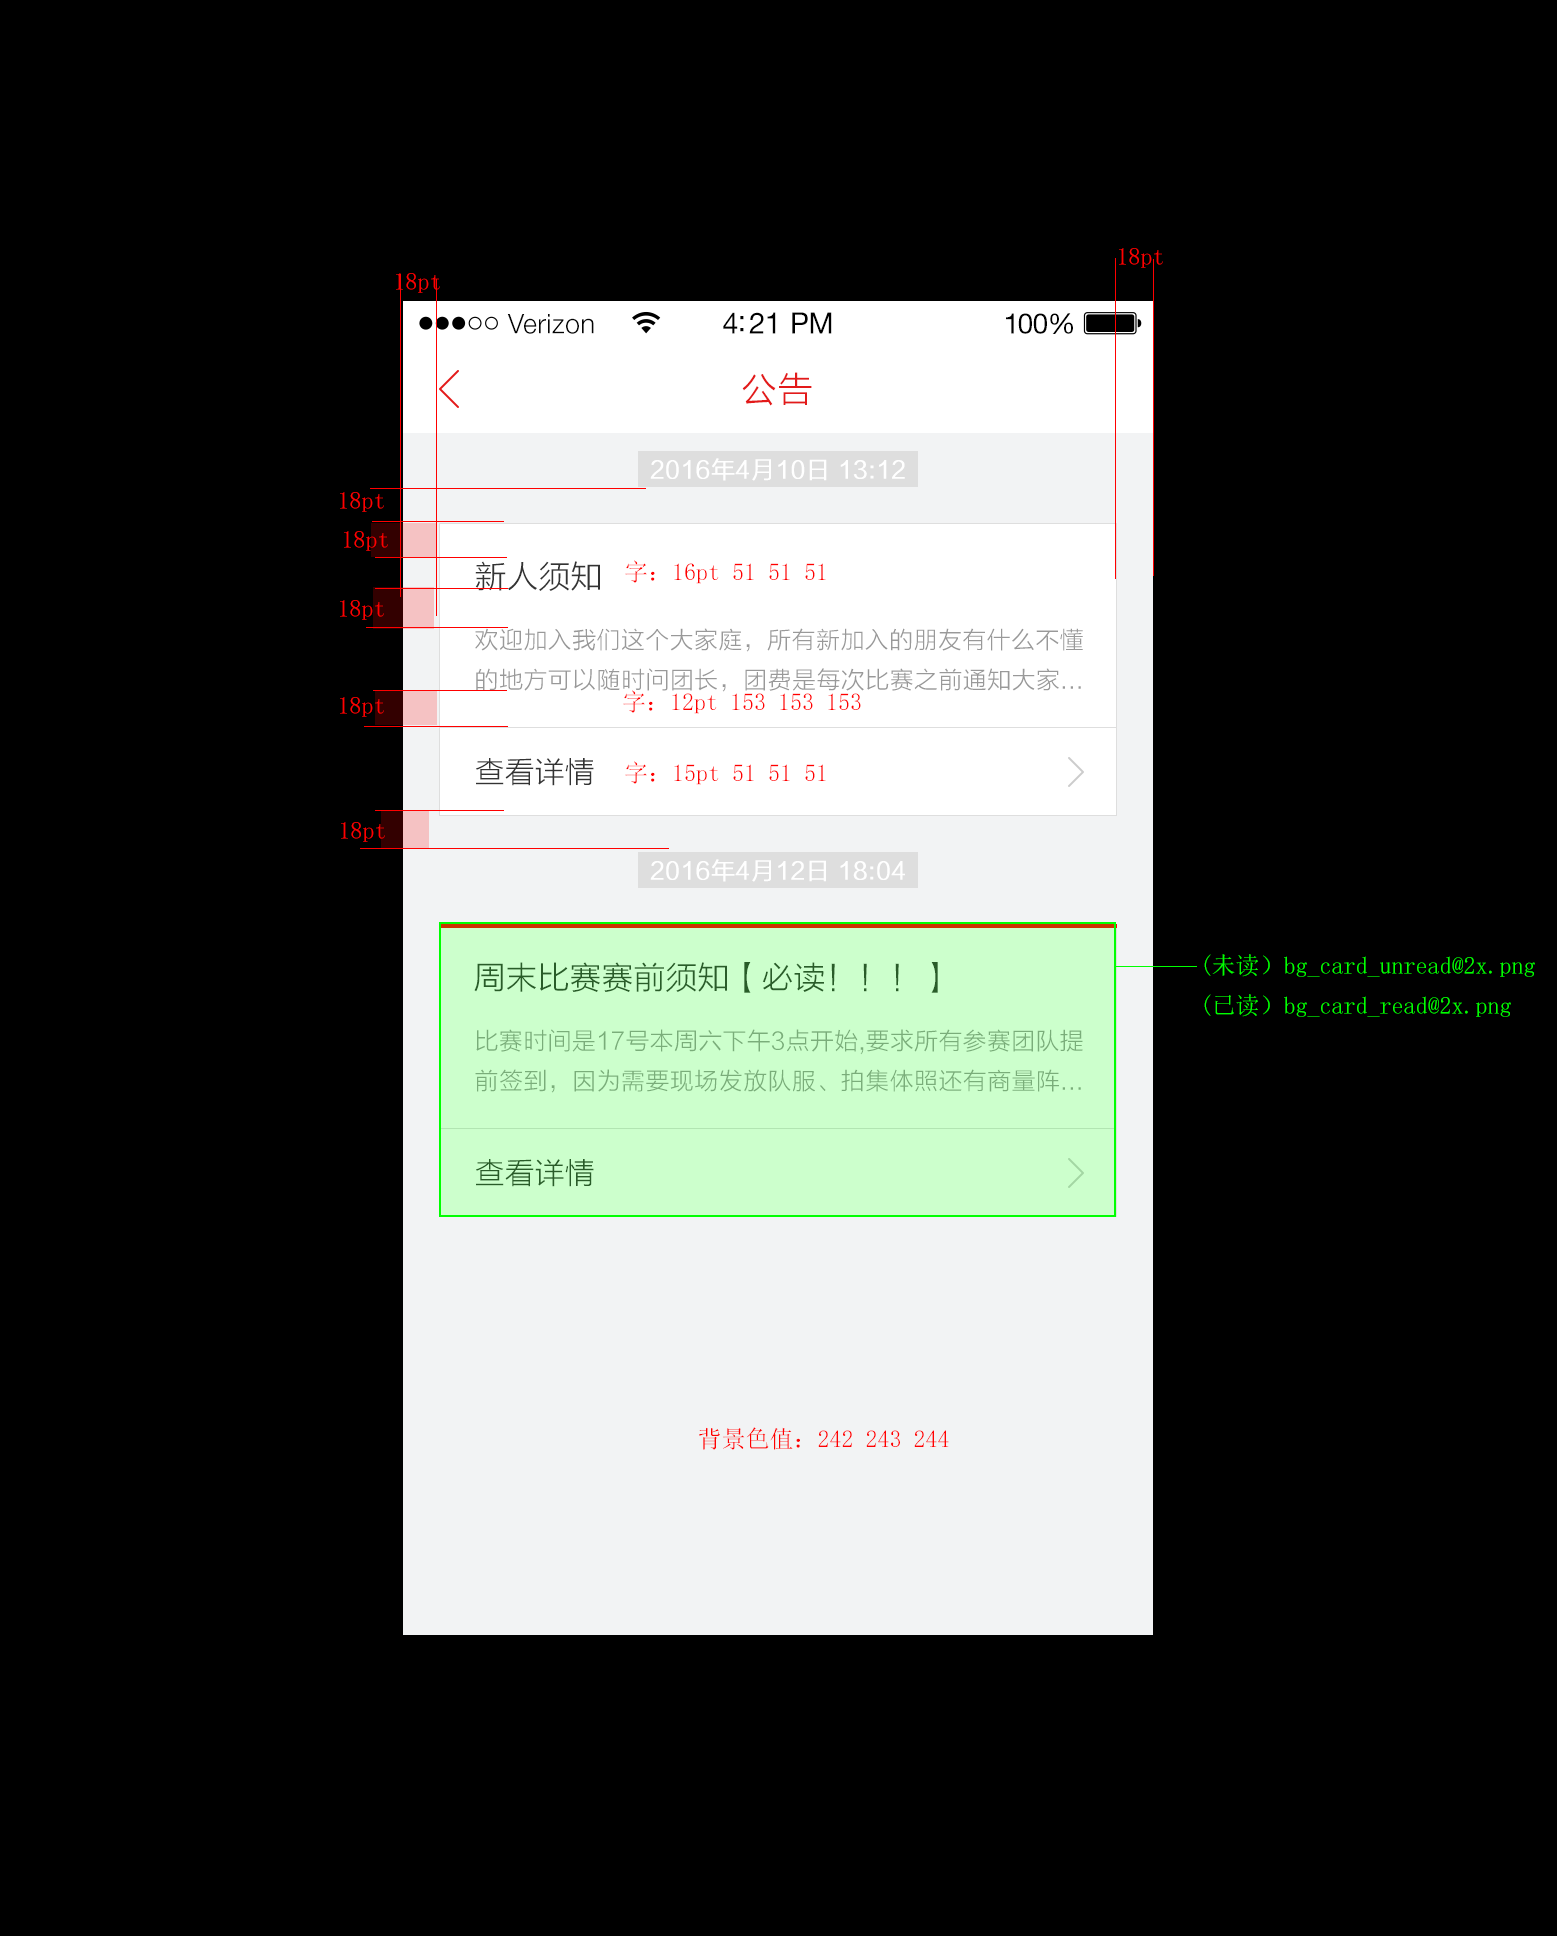 18pt
18pt
Verizon 4:21 PM 100%
公告
2016年4月10日 13:12
18pt
18pt
新人须知 字：16pt 51 51 51
18pt
欢迎加入我们这个大家庭，所有新加入的朋友有什么不懂
的地方可以随时问团长，团费是每次比赛之前通知大家...
18pt
字：12pt 153 153 153
查看详情 字：15pt 51 51 51
18pt
2016年4月12日 18:04
周末比赛赛前须知【必读！！！】
(未读）bg_card_unread@2x.png
(已读）bg_card_read@2x.png
比赛时间是17号本周六下午3点开始,要求所有参赛团队提
前签到，因为需要现场发放队服、拍集体照还有商量阵...
查看详情
背景色值：242 243 244